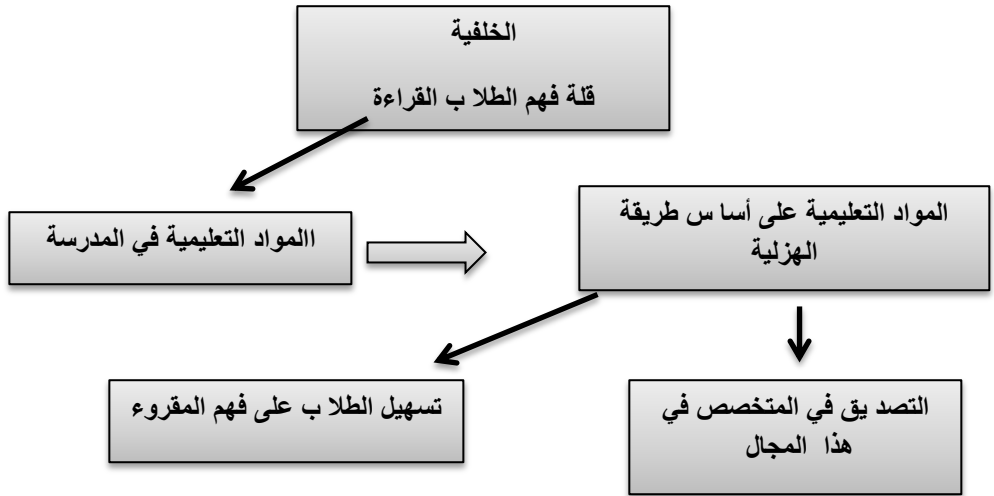 الخلفية
قلة فهم الطلا ب القراءة
المواد التعليمية على أسا س طريقة
الهزلية
االمواد التعليمية في المدرسة
التصد يق في المتخصص في
هذا المجال
تسهيل الطلا ب على فهم المقروء